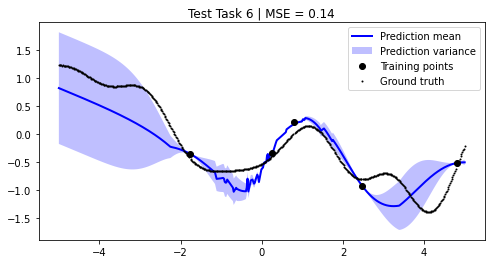 Test Task 6 | MSE = 0.14
Prediction mean
Prediction variance
Training points
Ground truth
1.5
1.0
0.5
0.0
−0.5
−1.0
−1.5
−4
−2
0
2
4